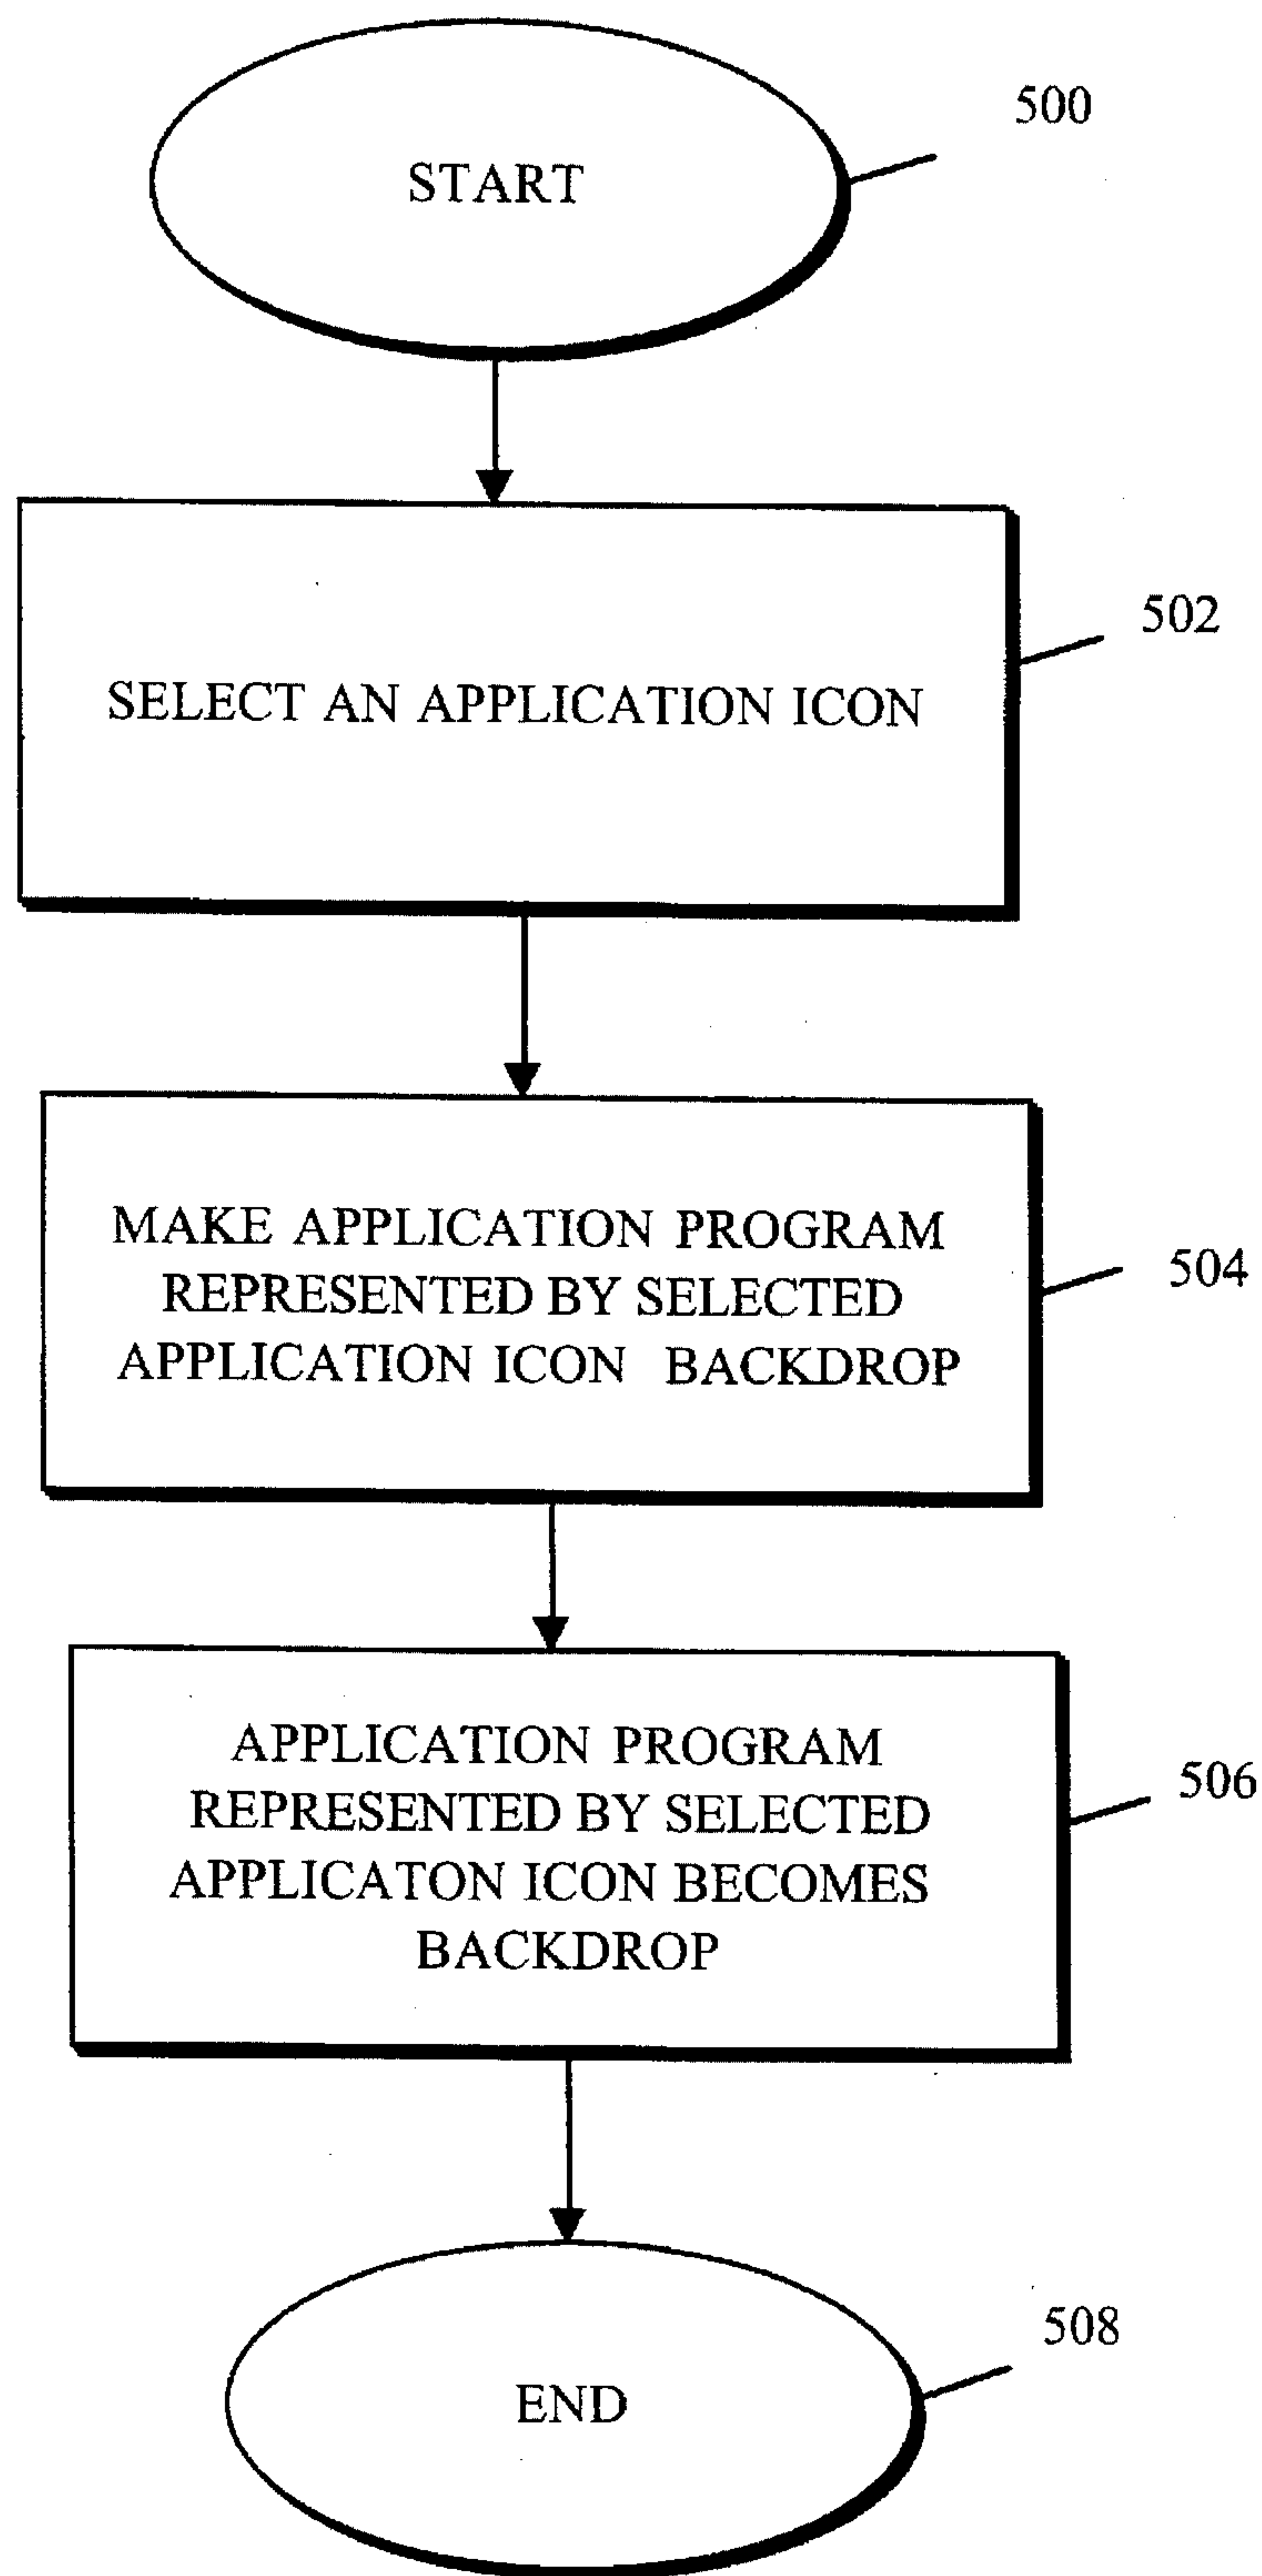 START
500
SELECT AN APPLICATION ICON
502
MAKE APPLICATION PROGRAM
REPRESENTED BY SELECTED
APPLICATION ICON BACKDROP
504
APPLICATION PROGRAM
REPRESENTED BY SELECTED
APPLICATON ICON BECOMES
BACKDROP
506
END
508